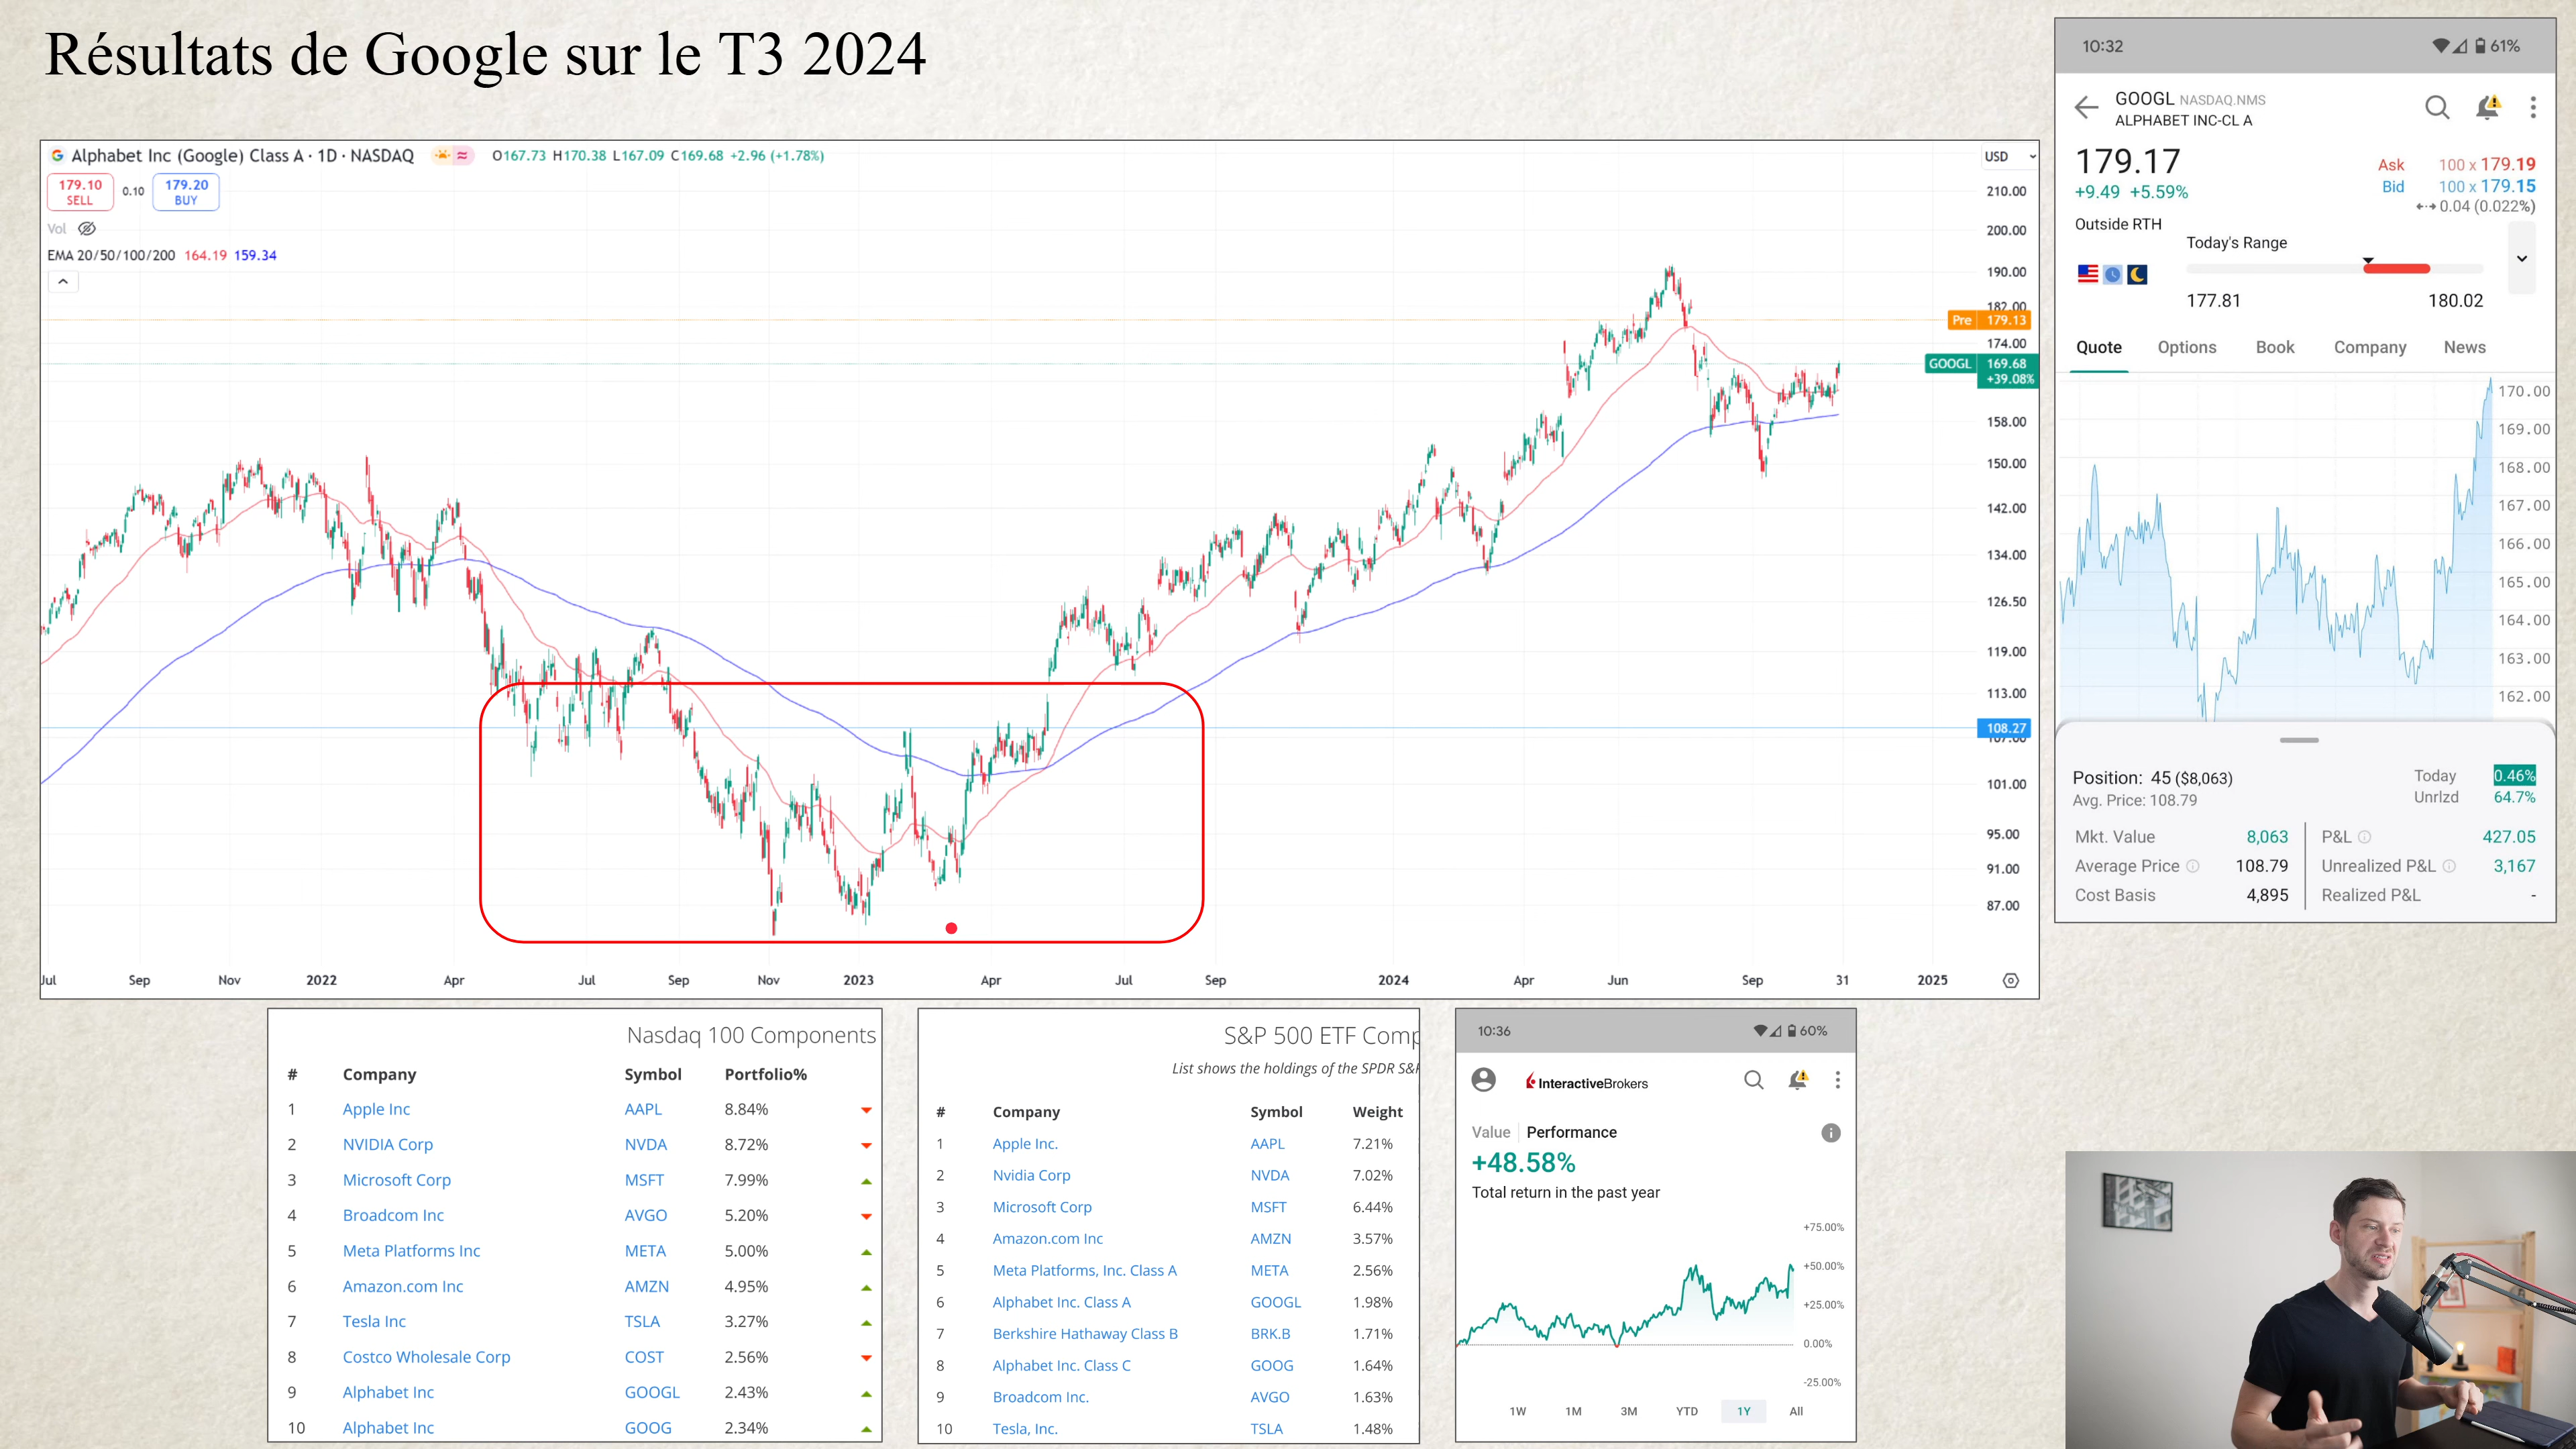 Résultats de Google sur le T3 2024
Alphabet Inc (Google) Class A · 1D · NASDAQ O167.73 H170.38 L167.09 C169.68 +2.96 (+1.78%)
USD
179.10 SELL 0.10 179.20 BUY
Vol
EMA 20/50/100/200 164.19 159.34
210.00
200.00
190.00
182.00
Pre 179.13
174.00
GOOGL 169.68
+39.08%
158.00
150.00
142.00
134.00
126.50
119.00
113.00
108.27
107.00
101.00
95.00
91.00
87.00
Jul Sep Nov 2022 Apr Jul Sep Nov 2023 Apr Jul Sep 2024 Apr Jun Sep 31 2025
10:32 61%
GOOGL NASDAQ.NMS
ALPHABET INC-CL A
179.17
+9.49 +5.59%
Ask 100 x 179.19
Bid 100 x 179.15
0.04 (0.022%)
Outside RTH
Today's Range
177.81 180.02
Quote Options Book Company News
170.00
169.00
168.00
167.00
166.00
165.00
164.00
163.00
162.00
Position: 45 ($8,063) Today 0.46%
Avg. Price: 108.79 Unrlzd 64.7%
Mkt. Value 8,063 P&L 427.05
Average Price 108.79 Unrealized P&L 3,167
Cost Basis 4,895 Realized P&L -
Nasdaq 100 Components
# Company Symbol Portfolio%
1 Apple Inc AAPL 8.84%
2 NVIDIA Corp NVDA 8.72%
3 Microsoft Corp MSFT 7.99%
4 Broadcom Inc AVGO 5.20%
5 Meta Platforms Inc META 5.00%
6 Amazon.com Inc AMZN 4.95%
7 Tesla Inc TSLA 3.27%
8 Costco Wholesale Corp COST 2.56%
9 Alphabet Inc GOOGL 2.43%
10 Alphabet Inc GOOG 2.34%
S&P 500 ETF Comp
List shows the holdings of the SPDR S&P
# Company Symbol Weight
1 Apple Inc. AAPL 7.21%
2 Nvidia Corp NVDA 7.02%
3 Microsoft Corp MSFT 6.44%
4 Amazon.com Inc AMZN 3.57%
5 Meta Platforms, Inc. Class A META 2.56%
6 Alphabet Inc. Class A GOOGL 1.98%
7 Berkshire Hathaway Class B BRK.B 1.71%
8 Alphabet Inc. Class C GOOG 1.64%
9 Broadcom Inc. AVGO 1.63%
10 Tesla, Inc. TSLA 1.48%
10:36 60%
InteractiveBrokers
Value Performance
+48.58%
Total return in the past year
+75.00%
+50.00%
+25.00%
0.00%
-25.00%
1W 1M 3M YTD 1Y All